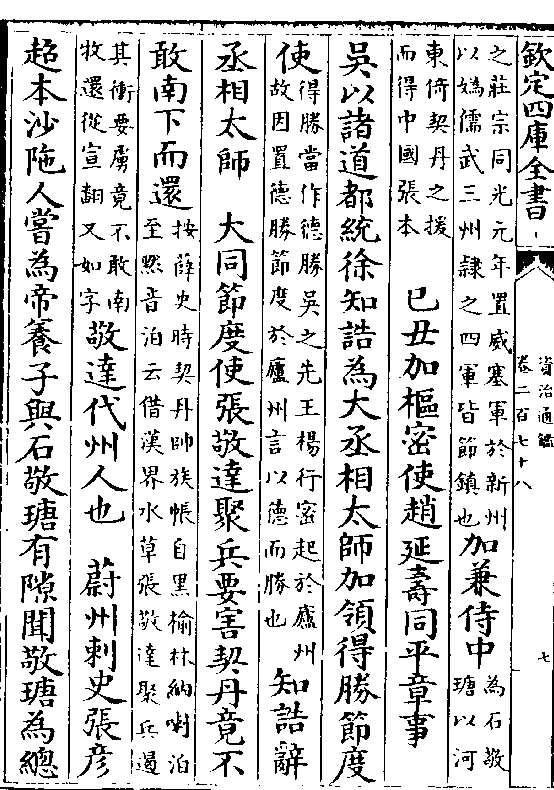 欽定四庫全書
資治通鑑
卷二百七十八
七
之莊宗同光元年置威塞軍於新州
以媯儒武三州隸之四軍皆節鎮也
加兼侍中
為石敬
瑭以河
東倚契丹之援
而得中國張本
己丑加樞密使趙延壽同平章事
吳以諸道都統徐知誥為大丞相太師加領得勝節度
使
得勝當作德勝吳之先王楊行密起於廬州
故因置德勝節度於廬州言以德而勝也
知誥辭
丞相太師　大同節度使張敬達聚兵要害契丹竟不
敢南下而還
按薛史時契丹帥族帳自黑榆林納喇泊
至㸃音泊云借漢界水草張敬達聚兵遏
其衝要虜竟不敢南
牧還從宣翻又如字
敬達代州人也　蔚州刺史張彥
超本沙陁人嘗為帝養子與石敬瑭有隙聞敬瑭為總